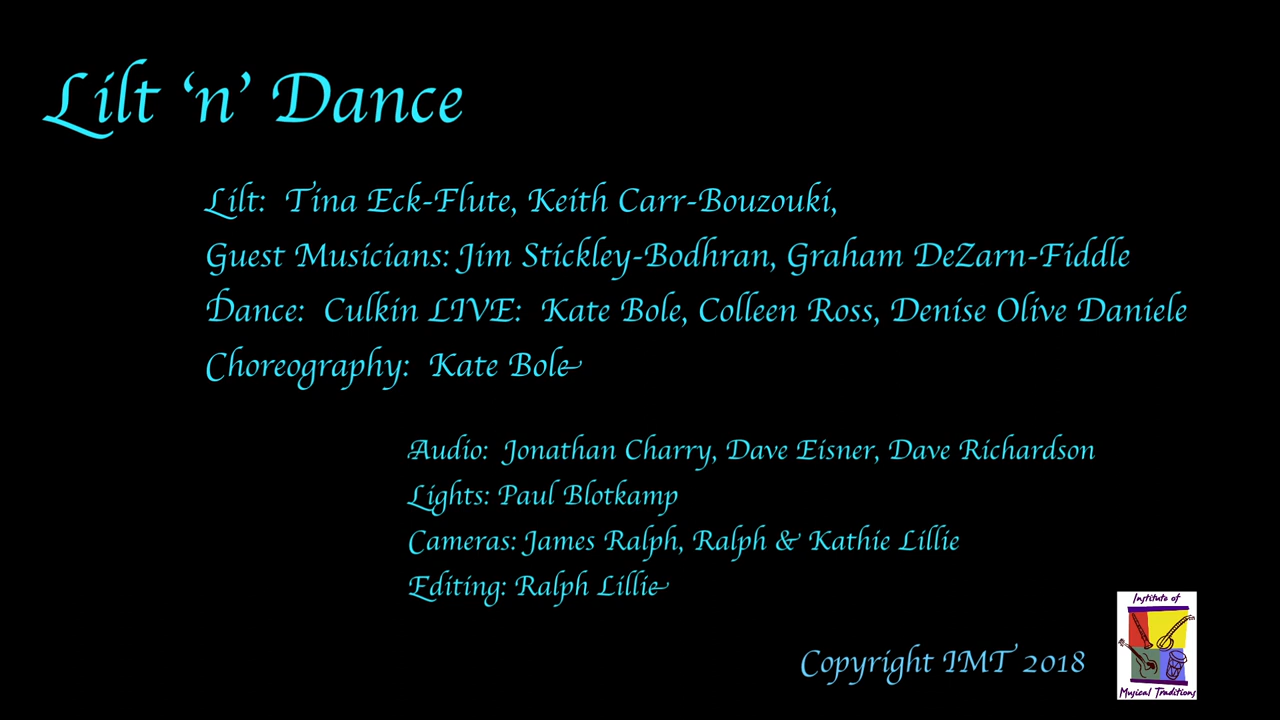 Lilt ‘n’ Dance
Lilt: Tina Eck-Flute, Keith Carr-Bouzouki,
Guest Musicians: Jim Stickley-Bodhran, Graham DeZarn-Fiddle
Dance: Culkin LIVE: Kate Bole, Colleen Ross, Denise Olive Daniele
Choreography: Kate Bole
Audio: Jonathan Charry, Dave Eisner, Dave Richardson
Lights: Paul Blotkamp
Cameras: James Ralph, Ralph & Kathie Lillie
Editing: Ralph Lillie
Copyright IMT 2018
Institute of
Musical Traditions